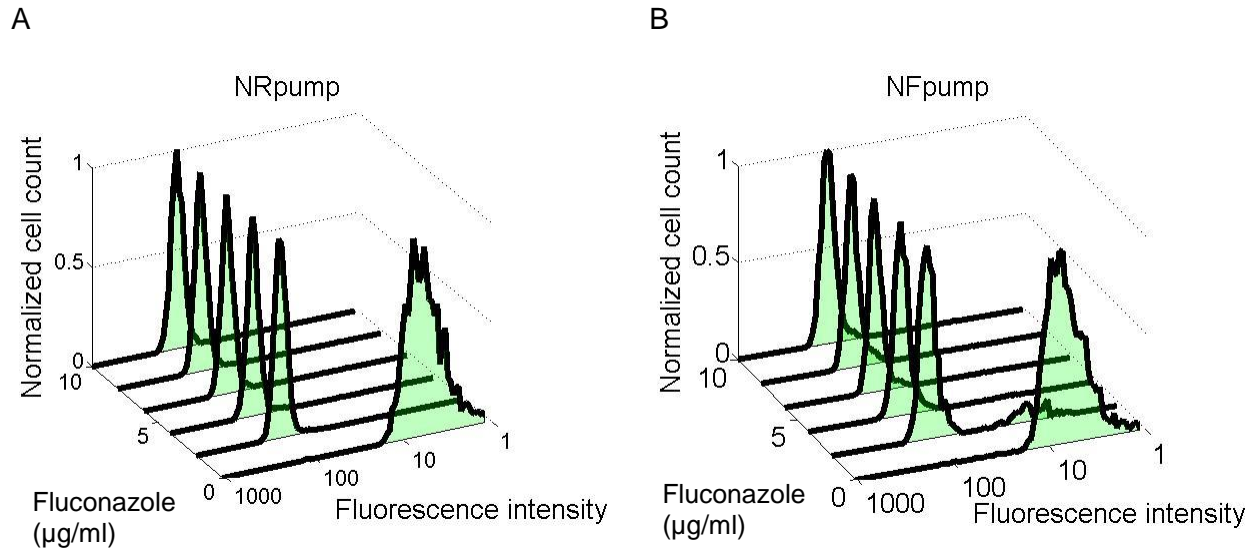 A
NRpump
Normalized cell count
1
0.5
0
10
5
0
1000
100
10
1
Fluconazole
(µg/ml)
Fluorescence intensity
B
NFpump
Normalized cell count
1
0.5
0
10
5
0
1000
100
10
1
Fluconazole
(µg/ml)
Fluorescence intensity